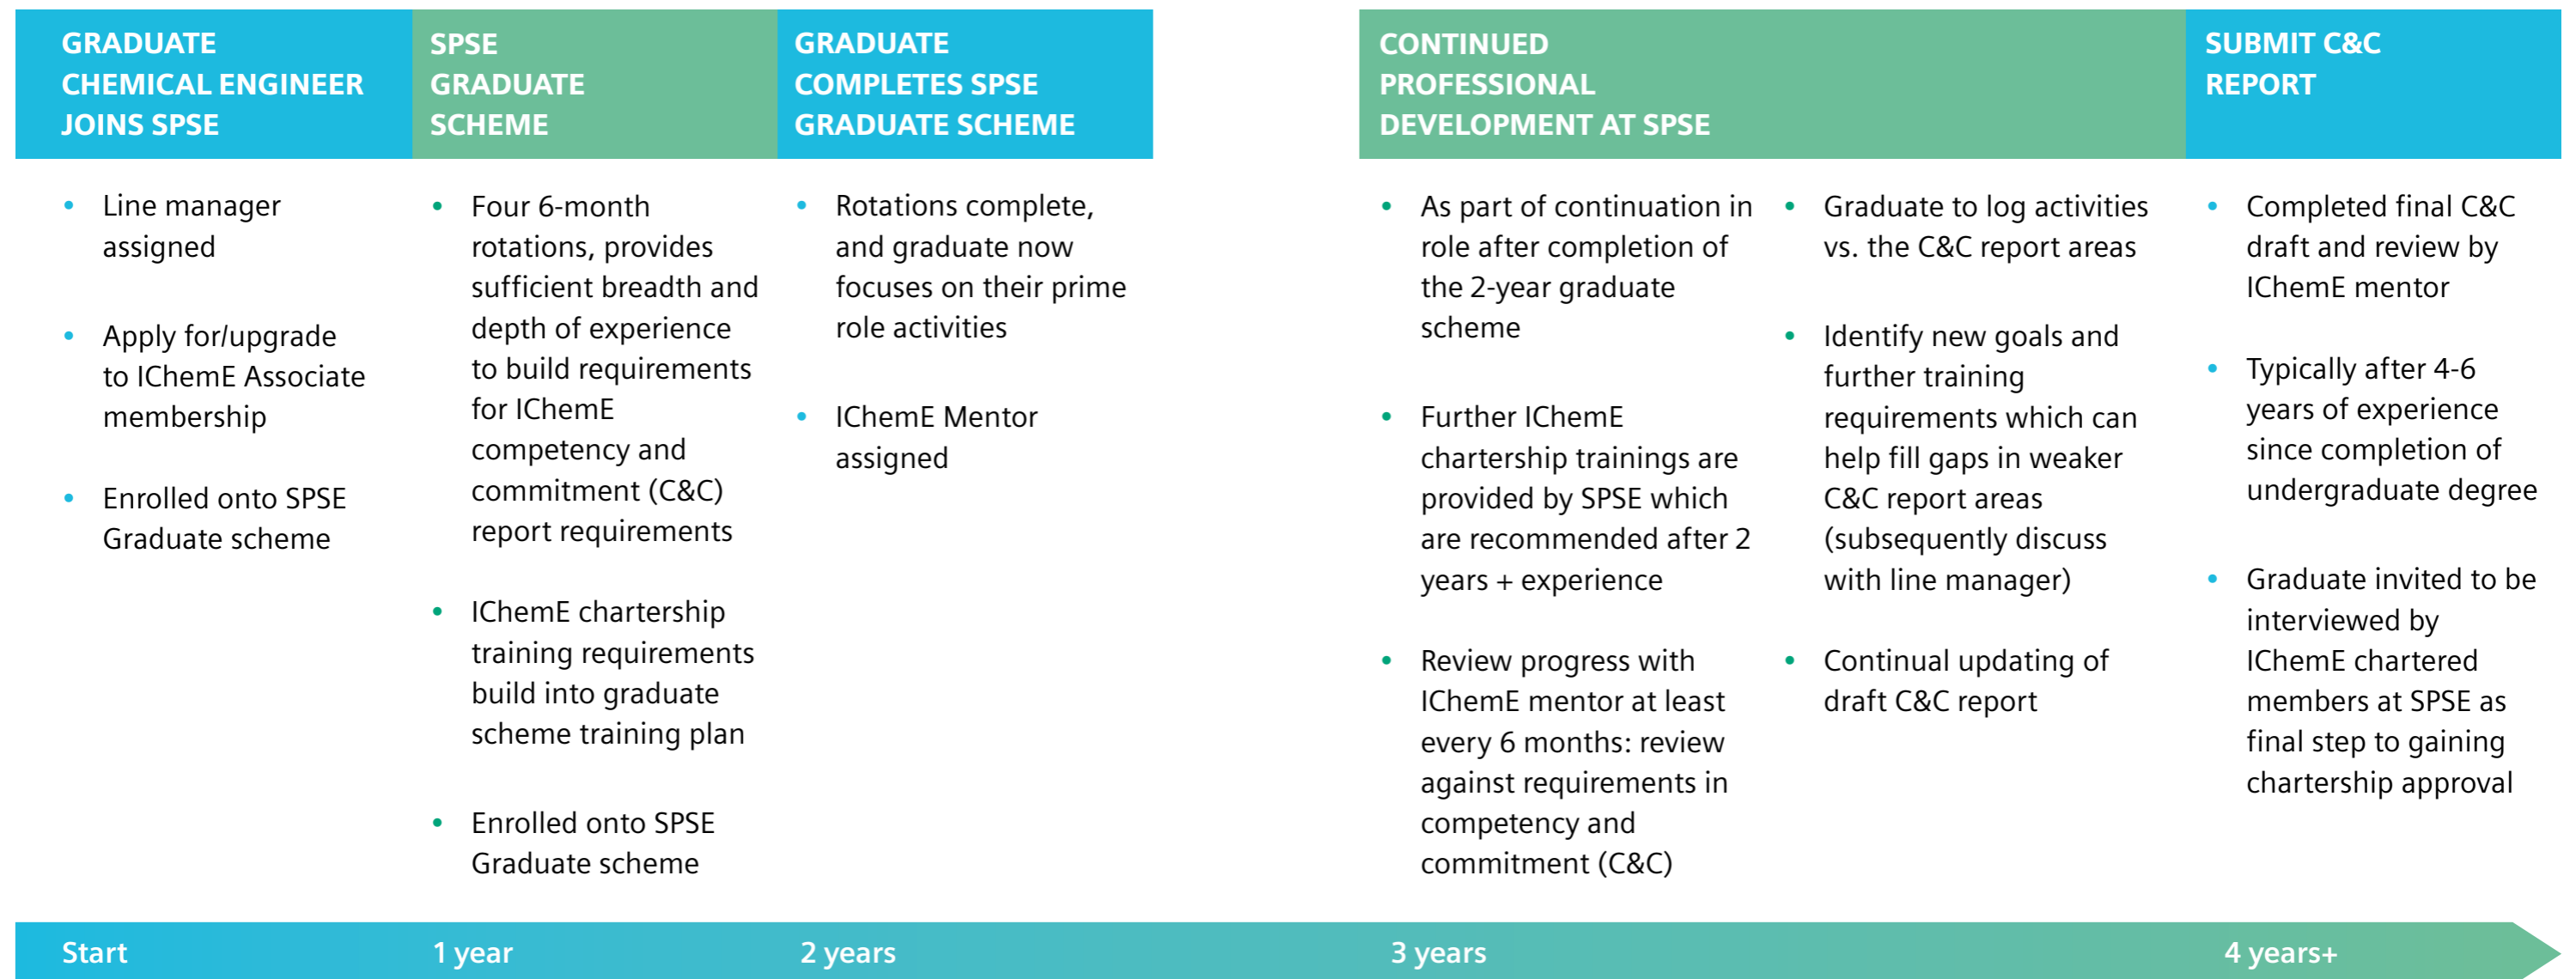 GRADUATE
CHEMICAL ENGINEER
JOINS SPSE
• Line manager
assigned
• Apply for/upgrade
to IChemE Associate
membership
• Enrolled onto SPSE
Graduate scheme
SPSE
GRADUATE
SCHEME
• Four 6-month
rotations, provides
sufficient breadth and
depth of experience
to build requirements
for IChemE
competency and
commitment (C&C)
report requirements
• IChemE chartership
training requirements
build into graduate
scheme training plan
• Enrolled onto SPSE
Graduate scheme
GRADUATE
COMPLETES SPSE
GRADUATE SCHEME
• Rotations complete,
and graduate now
focuses on their prime
role activities
• IChemE Mentor
assigned
CONTINUED
PROFESSIONAL
DEVELOPMENT AT SPSE
• As part of continuation in
role after completion of
the 2-year graduate
scheme
• Further IChemE
chartership trainings are
provided by SPSE which
are recommended after 2
years + experience
• Review progress with
IChemE mentor at least
every 6 months: review
against requirements in
competency and
commitment (C&C)
• Graduate to log activities
vs. the C&C report areas
• Identify new goals and
further training
requirements which can
help fill gaps in weaker
C&C report areas
(subsequently discuss
with line manager)
• Continual updating of
draft C&C report
SUBMIT C&C
REPORT
• Completed final C&C
draft and review by
IChemE mentor
• Typically after 4-6
years of experience
since completion of
undergraduate degree
• Graduate invited to be
interviewed by
IChemE chartered
members at SPSE as
final step to gaining
chartership approval
Start
1 year
2 years
3 years
4 years+